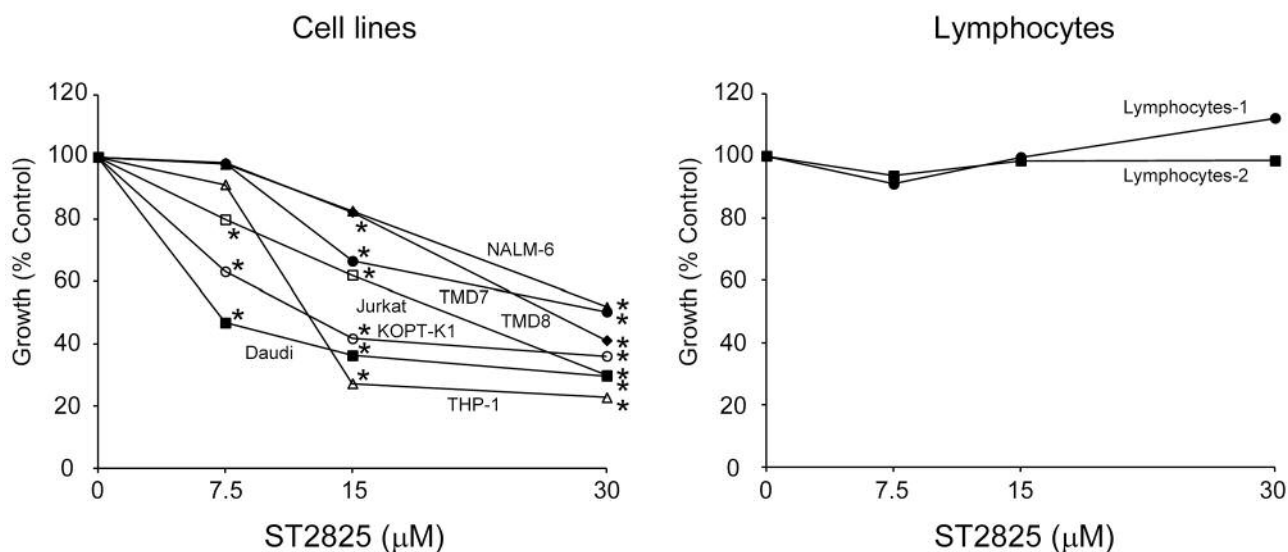 Cell lines
Growth (% Control)
120
100
80
60
40
20
0
0 7.5 15 30
ST2825 (μM)
NALM-6
TMD7
TMD8
Jurkat
KOPT-K1
Daudi
THP-1
* * * * * * * * * * * * * * *
Lymphocytes
Growth (% Control)
120
100
80
60
40
20
0
0 7.5 15 30
ST2825 (μM)
Lymphocytes-1
Lymphocytes-2